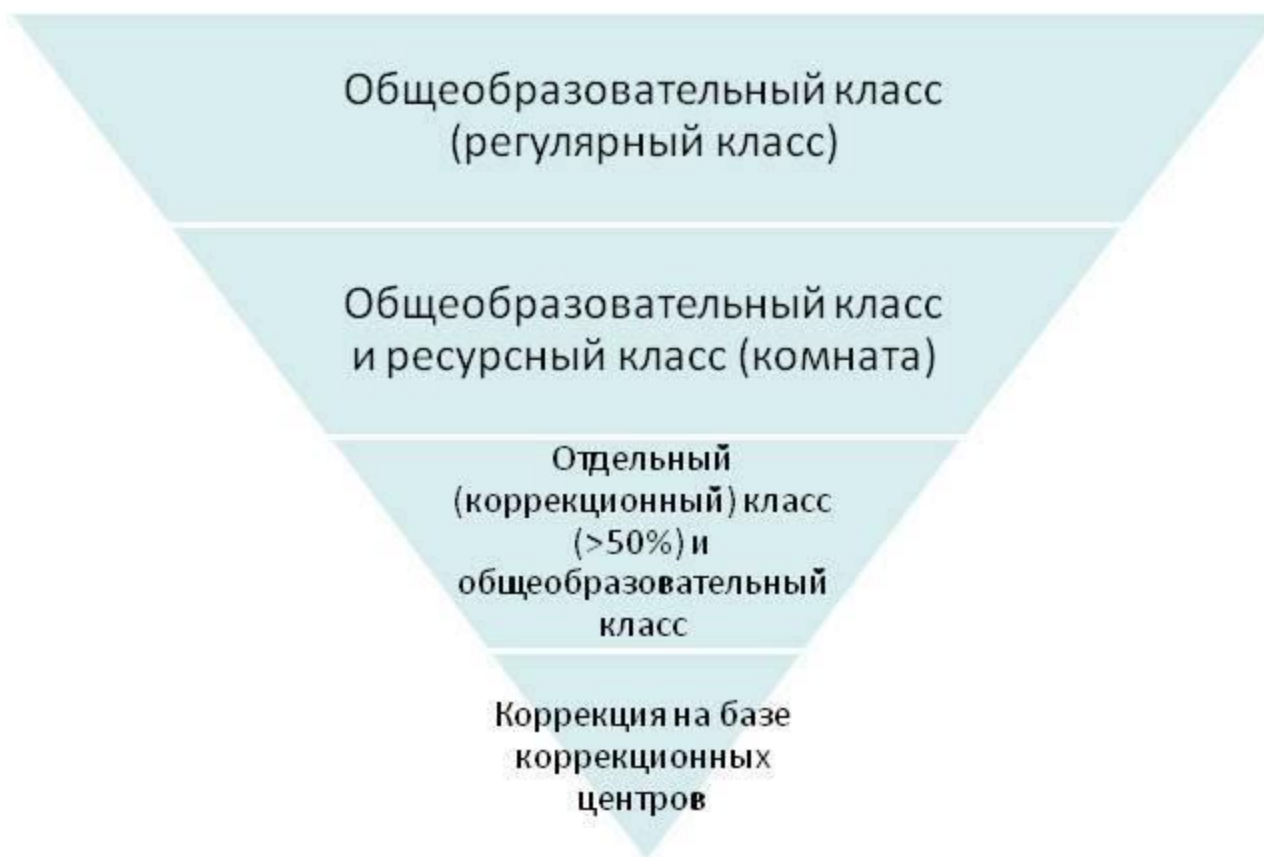 Общеобразовательный класс
(регулярный класс)
Общеобразовательный класс
и ресурсный класс (комната)
Отдельный
(коррекционный) класс
(>50%) и
общеобразовательный
класс
Коррекция на базе
коррекционных
центров